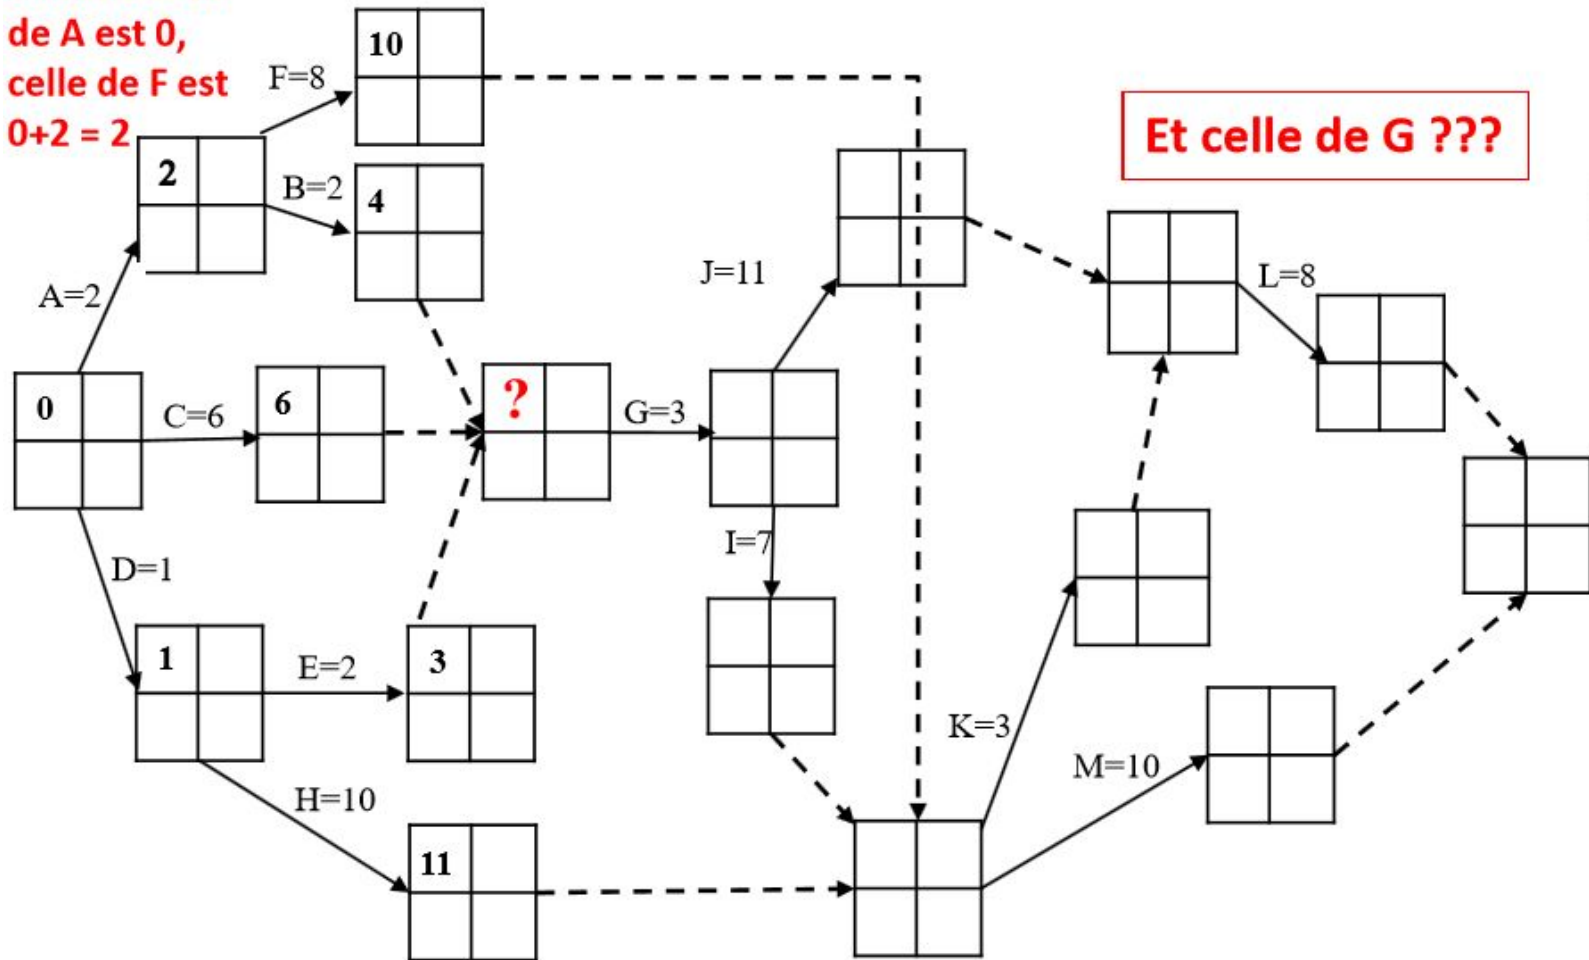 de A est 0,
celle de F est
0+2 = 2
Et celle de G ???
10
F=8
2
B=2
4
A=2
J=11
L=8
0
C=6
6
?
G=3
I=7
D=1
1
E=2
3
K=3
M=10
H=10
11